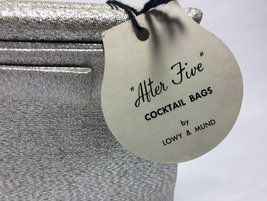 "After Five"
COCKTAIL BAGS
by
LOWY & MUND